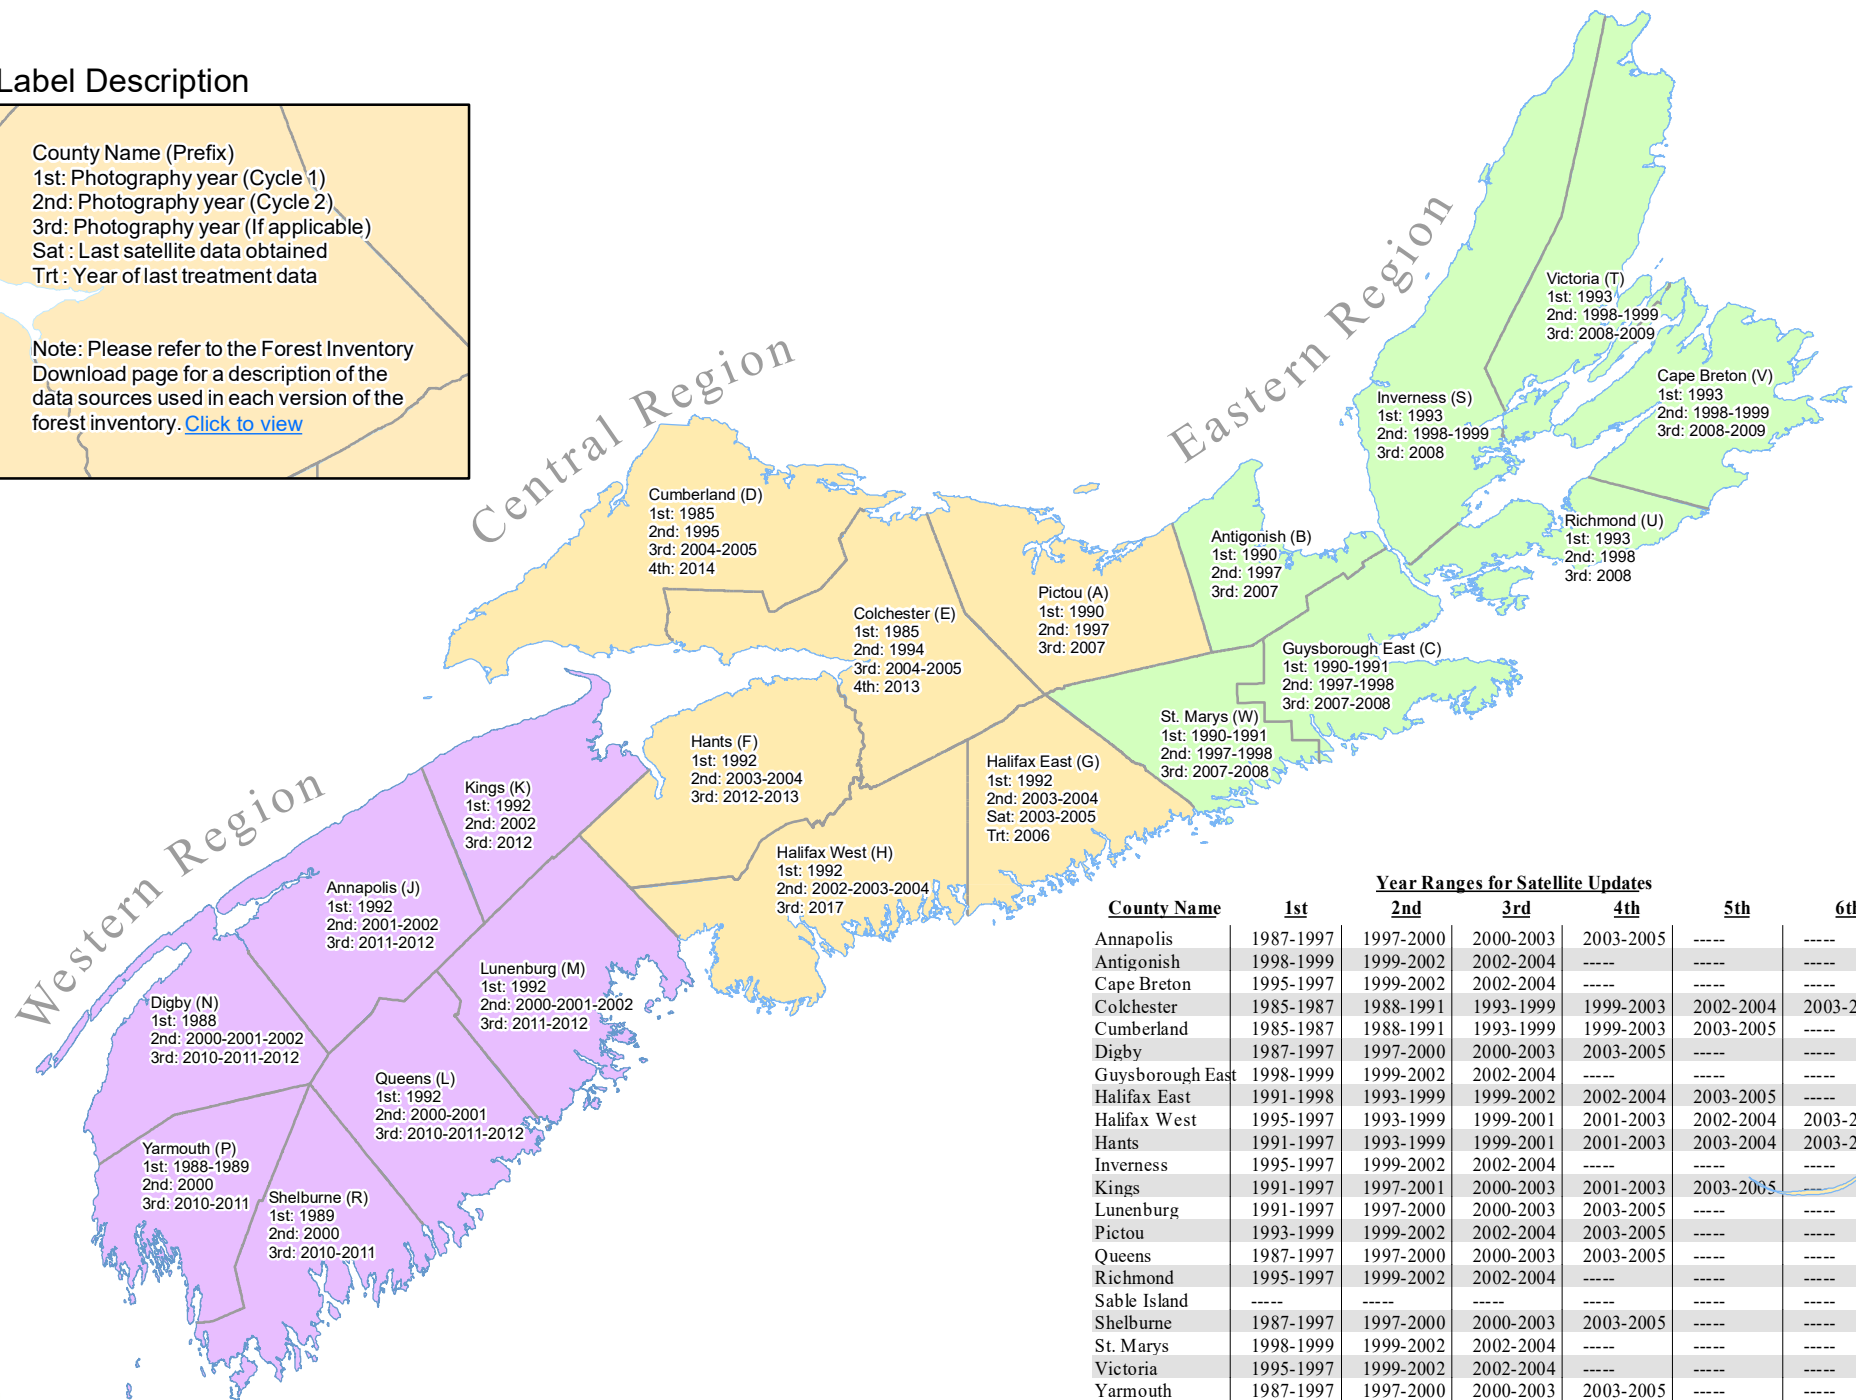 Label Description
County Name (Prefix)
1st: Photography year (Cycle 1)
2nd: Photography year (Cycle 2)
3rd: Photography year (If applicable)
Sat : Last satellite data obtained
Trt : Year of last treatment data
Note: Please refer to the Forest Inventory
Download page for a description of the
data sources used in each version of the
forest inventory. Click to view
Central Region
Eastern Region
Western Region
Victoria (T)
1st: 1993
2nd: 1998-1999
3rd: 2008-2009
Cape Breton (V)
1st: 1993
2nd: 1998-1999
3rd: 2008-2009
Inverness (S)
1st: 1993
2nd: 1998-1999
3rd: 2008
Richmond (U)
1st: 1993
2nd: 1998
3rd: 2008
Cumberland (D)
1st: 1985
2nd: 1995
3rd: 2004-2005
4th: 2014
Antigonish (B)
1st: 1990
2nd: 1997
3rd: 2007
Pictou (A)
1st: 1990
2nd: 1997
3rd: 2007
Colchester (E)
1st: 1985
2nd: 1994
3rd: 2004-2005
4th: 2013
Guysborough East (C)
1st: 1990-1991
2nd: 1997-1998
3rd: 2007-2008
St. Marys (W)
1st: 1990-1991
2nd: 1997-1998
3rd: 2007-2008
Hants (F)
1st: 1992
2nd: 2003-2004
3rd: 2012-2013
Halifax East (G)
1st: 1992
2nd: 2003-2004
Sat: 2003-2005
Trt: 2006
Kings (K)
1st: 1992
2nd: 2002
3rd: 2012
Halifax West (H)
1st: 1992
2nd: 2002-2003-2004
3rd: 2017
Annapolis (J)
1st: 1992
2nd: 2001-2002
3rd: 2011-2012
Lunenburg (M)
1st: 1992
2nd: 2000-2001-2002
3rd: 2011-2012
Digby (N)
1st: 1988
2nd: 2000-2001-2002
3rd: 2010-2011-2012
Queens (L)
1st: 1992
2nd: 2000-2001
3rd: 2010-2011-2012
Yarmouth (P)
1st: 1988-1989
2nd: 2000
3rd: 2010-2011
Shelburne (R)
1st: 1989
2nd: 2000
3rd: 2010-2011
Year Ranges for Satellite Updates
County Name 1st 2nd 3rd 4th 5th 6th
Annapolis 1987-1997 1997-2000 2000-2003 2003-2005 ----- -----
Antigonish 1998-1999 1999-2002 2002-2004 ----- ----- -----
Cape Breton 1995-1997 1999-2002 2002-2004 ----- ----- -----
Colchester 1985-1987 1988-1991 1993-1999 1999-2003 2002-2004 2003-2
Cumberland 1985-1987 1988-1991 1993-1999 1999-2003 2003-2005 -----
Digby 1987-1997 1997-2000 2000-2003 2003-2005 ----- -----
Guysborough East 1998-1999 1999-2002 2002-2004 ----- ----- -----
Halifax East 1991-1998 1993-1999 1999-2002 2002-2004 2003-2005 -----
Halifax West 1995-1997 1993-1999 1999-2001 2001-2003 2002-2004 2003-2
Hants 1991-1997 1993-1999 1999-2001 2001-2003 2003-2004 2003-2
Inverness 1995-1997 1999-2002 2002-2004 ----- ----- -----
Kings 1991-1997 1997-2001 2000-2003 2001-2003 2003-2005 -----
Lunenburg 1991-1997 1997-2000 2000-2003 2003-2005 ----- -----
Pictou 1993-1999 1999-2002 2002-2004 2003-2005 ----- -----
Queens 1987-1997 1997-2000 2000-2003 2003-2005 ----- -----
Richmond 1995-1997 1999-2002 2002-2004 ----- ----- -----
Sable Island ----- ----- ----- ----- ----- -----
Shelburne 1987-1997 1997-2000 2000-2003 2003-2005 ----- -----
St. Marys 1998-1999 1999-2002 2002-2004 ----- ----- -----
Victoria 1995-1997 1999-2002 2002-2004 ----- ----- -----
Yarmouth 1987-1997 1997-2000 2000-2003 2003-2005 ----- -----